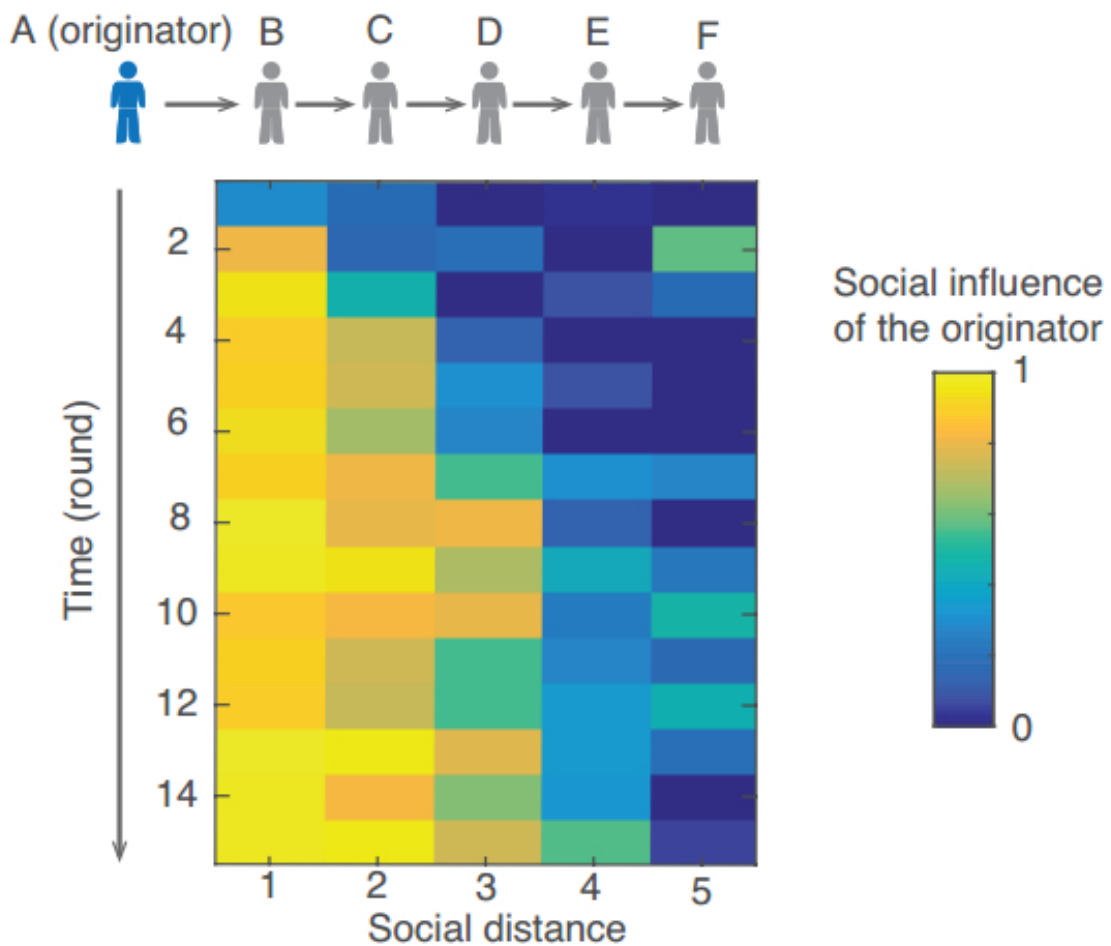 A (originator) B C D E F
2
4
6
8
10
12
14
Time (round)
1 2 3 4 5
Social distance
Social influence
of the originator
1
0